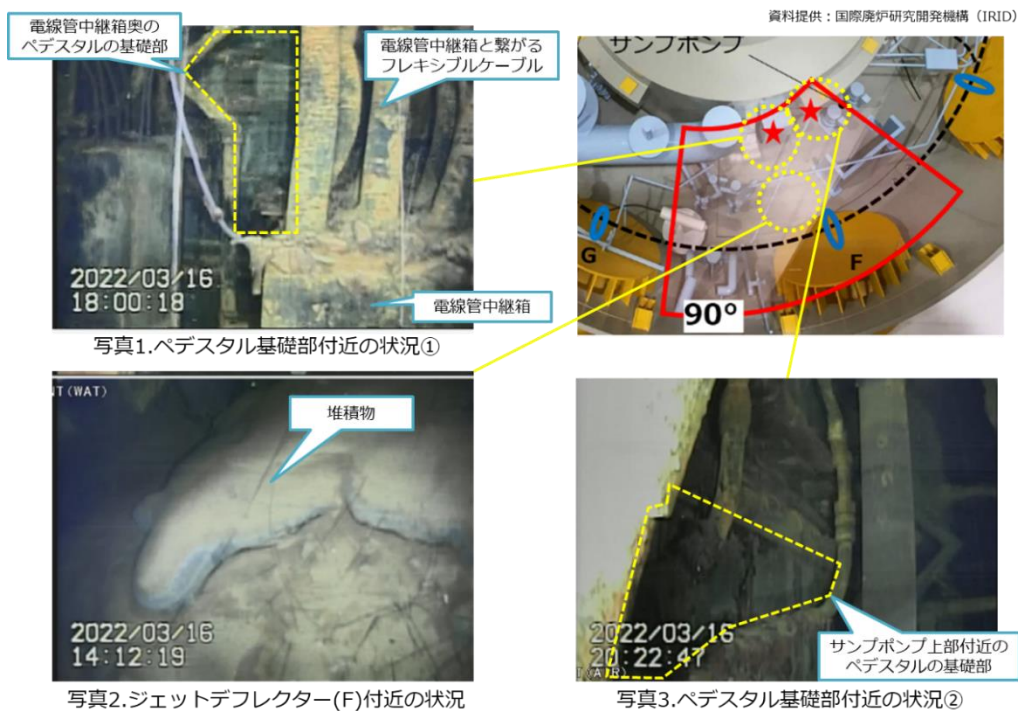 資料提供：国際廃炉研究開発機構（IRID）
電線管中継箱奥の
ペデスタルの基礎部
電線管中継箱と繋がる
フレキシブルケーブル
2022/03/16
18:00:18
電線管中継箱
写真1.ペデスタル基礎部付近の状況①
サンプポンプ
G
F
90°
NT(WAT)
堆積物
2022/03/16
14:12:19
写真2.ジェットデフレクター(F)付近の状況
2022/03/16
20:22:47
サンプポンプ上部付近の
ペデスタルの基礎部
写真3.ペデスタル基礎部付近の状況②